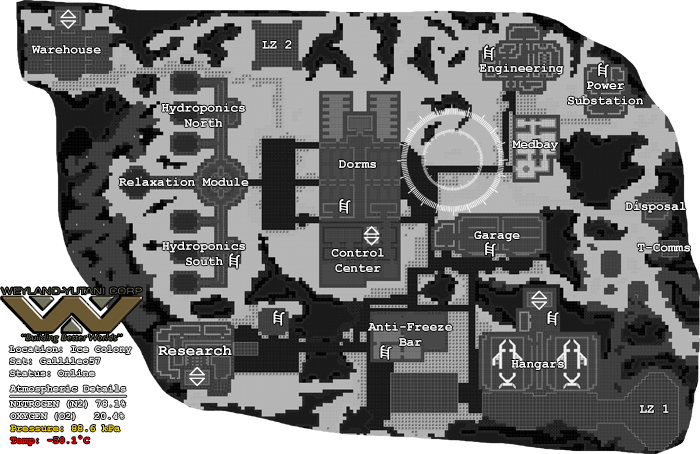 Warehouse
LZ 2
Engineering
Power
Substation
Hydroponics
North
Medbay
Dorms
Relaxation Module
Disposal
Garage
T-Comms
Hydroponics
South
Control
Center
WEYLAND-YUTANI CORP
"Building Better Worlds"
Anti-Freeze
Bar
Research
Hangars
LZ 1
Location: Ice Colony
Sat: Galilleo57
Status: Online
Atmospheric Details
NITROGEN (N2) 78.1%
OXYGEN (O2) 20.4%
Pressure: 88.6 kPa
Temp: -50.1°C